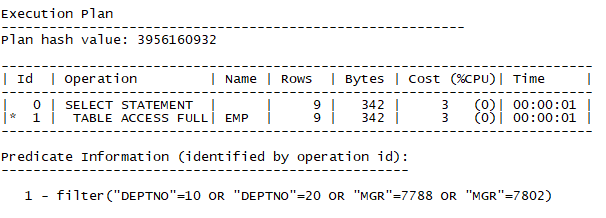 Execution Plan
----------------------------------------------------------
Plan hash value: 3956160932

--------------------------------------------------------------------------
| Id  | Operation         | Name | Rows  | Bytes | Cost (%CPU)| Time     |
--------------------------------------------------------------------------
|   0 | SELECT STATEMENT  |      |     9 |   342 |     3   (0)| 00:00:01 |
|*  1 |  TABLE ACCESS FULL| EMP  |     9 |   342 |     3   (0)| 00:00:01 |
--------------------------------------------------------------------------

Predicate Information (identified by operation id):
---------------------------------------------------

   1 - filter("DEPTNO"=10 OR "DEPTNO"=20 OR "MGR"=7788 OR "MGR"=7802)